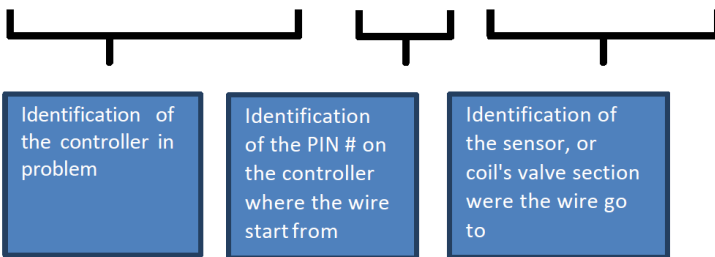 Identification of
the controller in
problem
Identification
of the PIN # on
the controller
where the wire
start from
Identification of
the sensor, or
coil's valve section
were the wire go
to